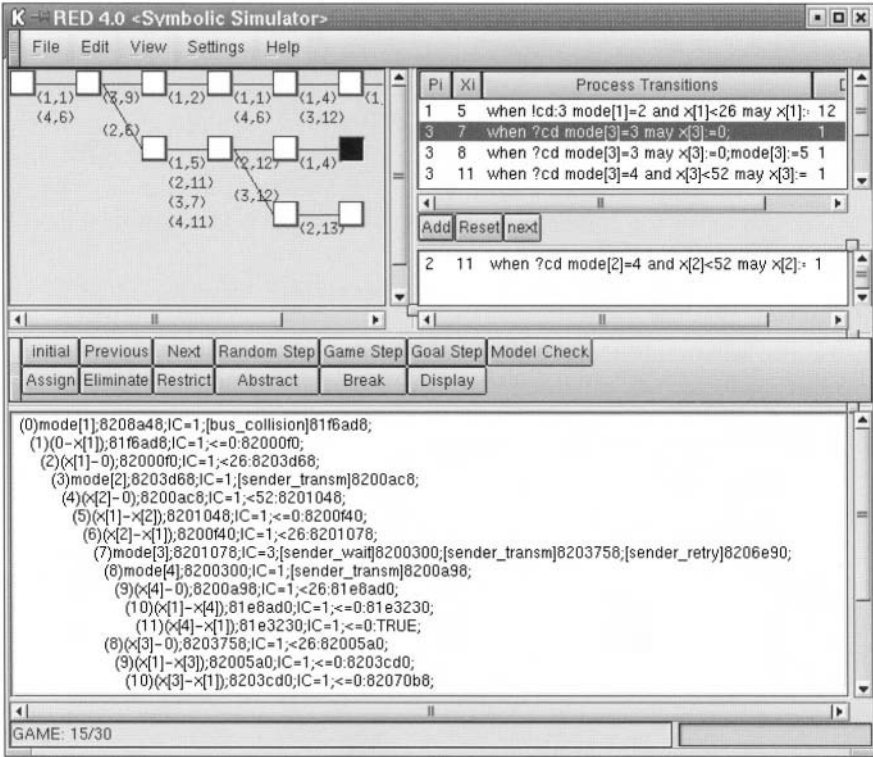 RED 4.0 <Symbolic Simulator>
File Edit View Settings Help
(1,1) (3,9) (1,2) (1,1) (1,4) (1,
(4,6) (4,6) (3,12)
(2,6)
(1,5) (2,12) (1,4)
(2,11)
(3,7) (3,12)
(4,11) (2,13)
Pi Xi Process Transitions
1 5 when !cd:3 mode[1]=2 and x[1]<26 may x[1]: 12
3 7 when ?cd mode[3]=3 may x[3]:=0; 1
3 8 when ?cd mode[3]=3 may x[3]:=0;mode[3]:=5 1
3 11 when ?cd mode[3]=4 and x[3]<52 may x[3]:= 1
Add Reset next
2 11 when ?cd mode[2]=4 and x[2]<52 may x[2]:= 1
initial Previous Next Random Step Game Step Goal Step Model Check
Assign Eliminate Restrict Abstract Break Display
(0)mode[1];8208a48;IC=1;[bus_collision]81f6ad8;
(1)(0-x[1]);81f6ad8;IC=1;<=0:82000f0;
(2)(x[1]-0);82000f0;IC=1;<26:8203d68;
(3)mode[2];8203d68;IC=1;[sender_transm]8200ac8;
(4)(x[2]-0);8200ac8;IC=1;<52:8201048;
(5)(x[1]-x[2]);8201048;IC=1;<=0:8200f40;
(6)(x[2]-x[1]);8200f40;IC=1;<26:8201078;
(7)mode[3];8201078;IC=3;[sender_wait]8200300;[sender_transm]8203758;[sender_retry]8206e90;
(8)mode[4];8200300;IC=1;[sender_transm]8200a98;
(9)(x[4]-0);8200a98;IC=1;<26:81e8ad0;
(10)(x[1]-x[4]);81e8ad0;IC=1;<=0:81e3230;
(11)(x[4]-x[1]);81e3230;IC=1;<=0:TRUE;
(8)(x[3]-0);8203758;IC=1;<26:82005a0;
(9)(x[1]-x[3]);82005a0;IC=1;<=0:8203cd0;
(10)(x[3]-x[1]);8203cd0;IC=1;<=0:82070b8;
GAME: 15/30